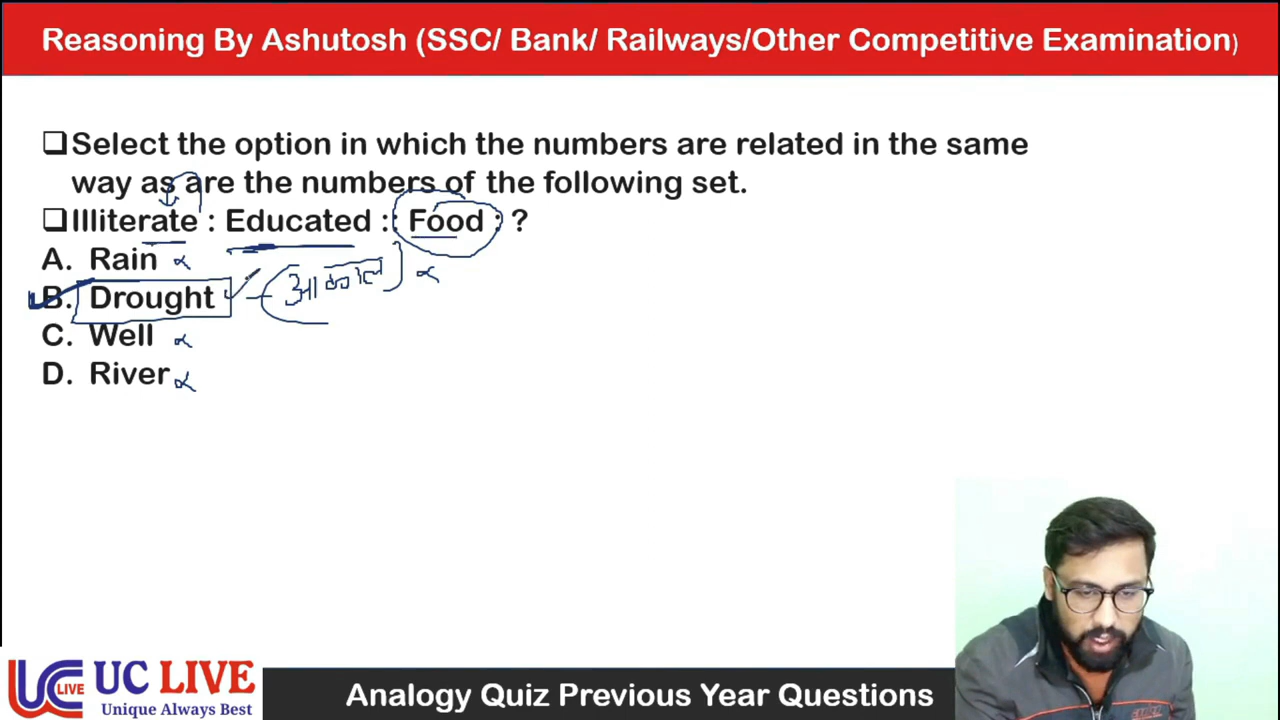 Reasoning By Ashutosh (SSC/ Bank/ Railways/Other Competitive Examination)
❑Select the option in which the numbers are related in the same
way as are the numbers of the following set.
❑Illiterate : Educated :: Food : ?
A. Rain
B. Drought
C. Well
D. River
UC LIVE
LIVE
Unique Always Best
Analogy Quiz Previous Year Questions